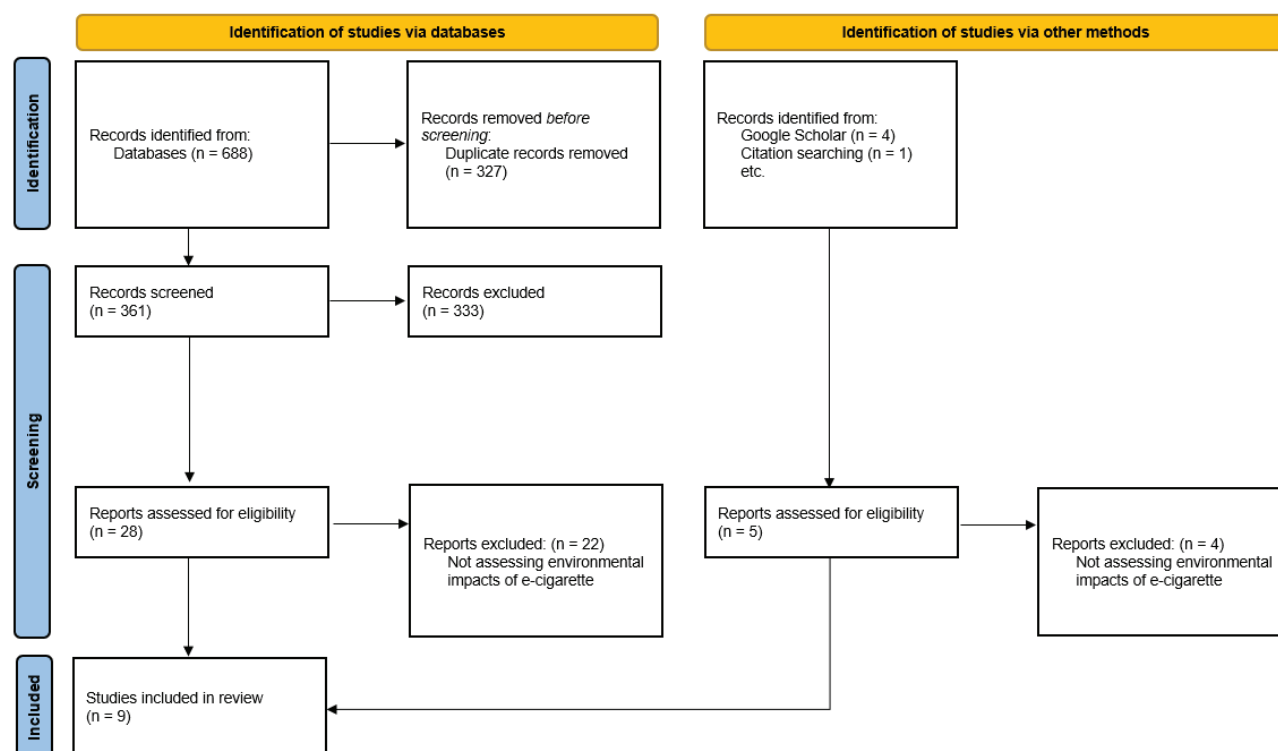 Identification of studies via databases
Identification of studies via other methods
Identification
Records identified from:
Databases (n = 688)
Records removed before
screening:
Duplicate records removed
(n = 327)
Records identified from:
Google Scholar (n = 4)
Citation searching (n = 1)
etc.
Screening
Records screened
(n = 361)
Records excluded
(n = 333)
Reports assessed for eligibility
(n = 28)
Reports excluded: (n = 22)
Not assessing environmental
impacts of e-cigarette
Reports assessed for eligibility
(n = 5)
Reports excluded: (n = 4)
Not assessing environmental
impacts of e-cigarette
Included
Studies included in review
(n = 9)